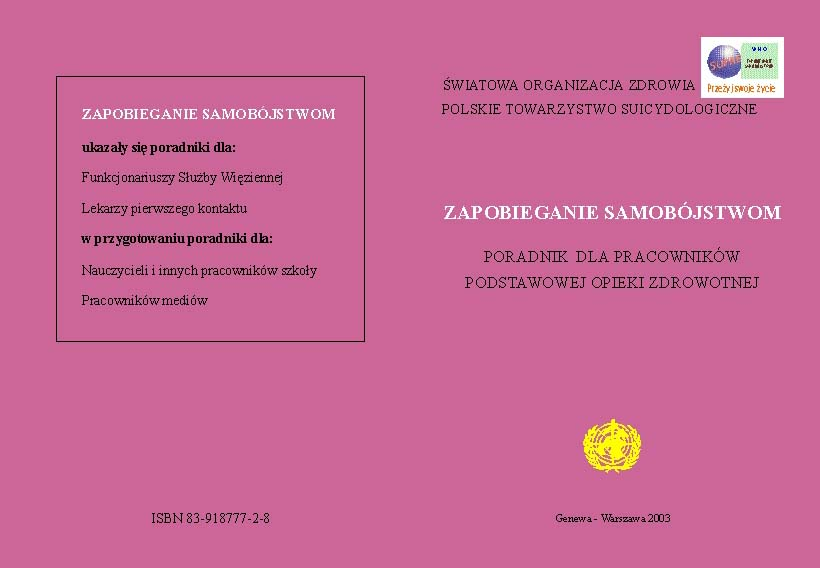 ZAPOBIEGANIE SAMOBÓJSTWOM
ukazały się poradniki dla:
Funkcjonariuszy Służby Więziennej
Lekarzy pierwszego kontaktu
w przygotowaniu poradniki dla:
Nauczycieli i innych pracowników szkoły
Pracowników mediów
ISBN 83-918777-2-8
WHO
Przeżyj swoje życie
ŚWIATOWA ORGANIZACJA ZDROWIA
POLSKIE TOWARZYSTWO SUICYDOLOGICZNE
ZAPOBIEGANIE SAMOBÓJSTWOM
PORADNIK DLA PRACOWNIKÓW
PODSTAWOWEJ OPIEKI ZDROWOTNEJ
Genewa - Warszawa 2003